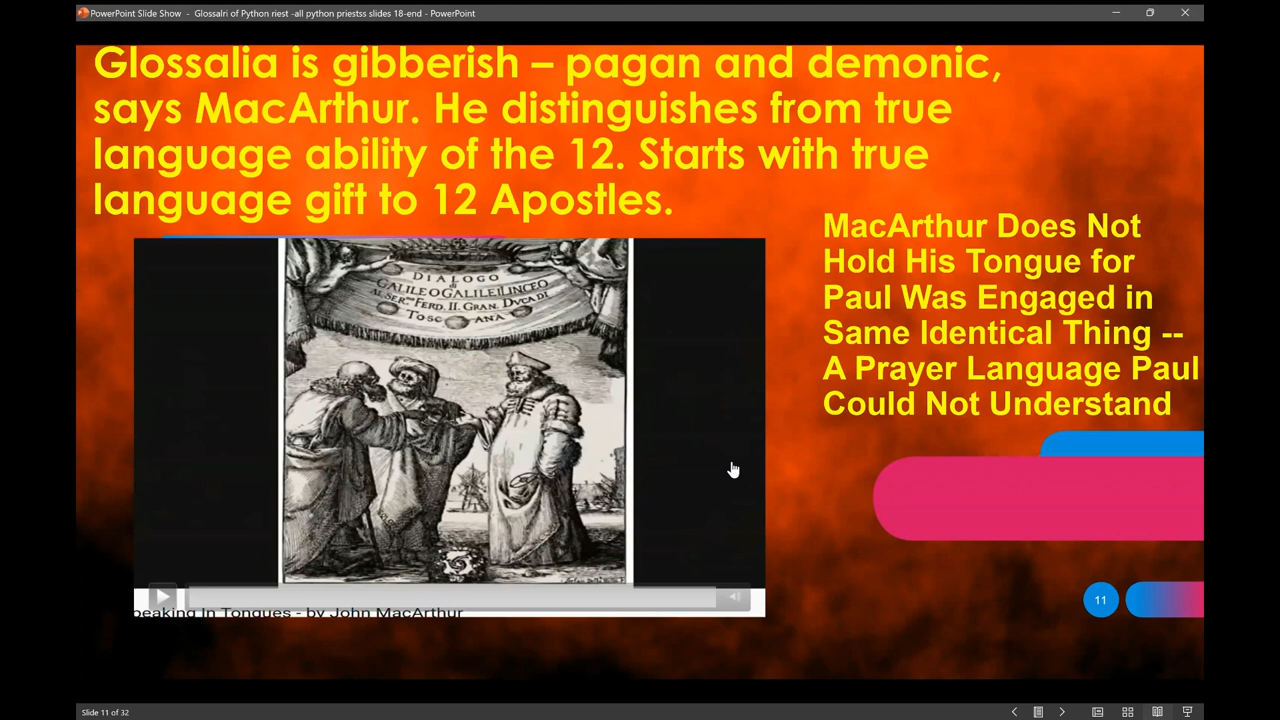 PowerPoint Slide Show - Glossalri of Python riest -all python priestss slides 18-end - PowerPoint
Glossalia is gibberish – pagan and demonic,
says MacArthur. He distinguishes from true
language ability of the 12. Starts with true
language gift to 12 Apostles.
MacArthur Does Not
Hold His Tongue for
Paul Was Engaged in
Same Identical Thing --
A Prayer Language Paul
Could Not Understand
DIALOGO
di
GALILEO GALILEI LINCEO
AL SER.mo FERD. II. GRAN. DVCA DI
TOSCANA
peaking In Tongues - by John MacArthur
11
Slide 11 of 32